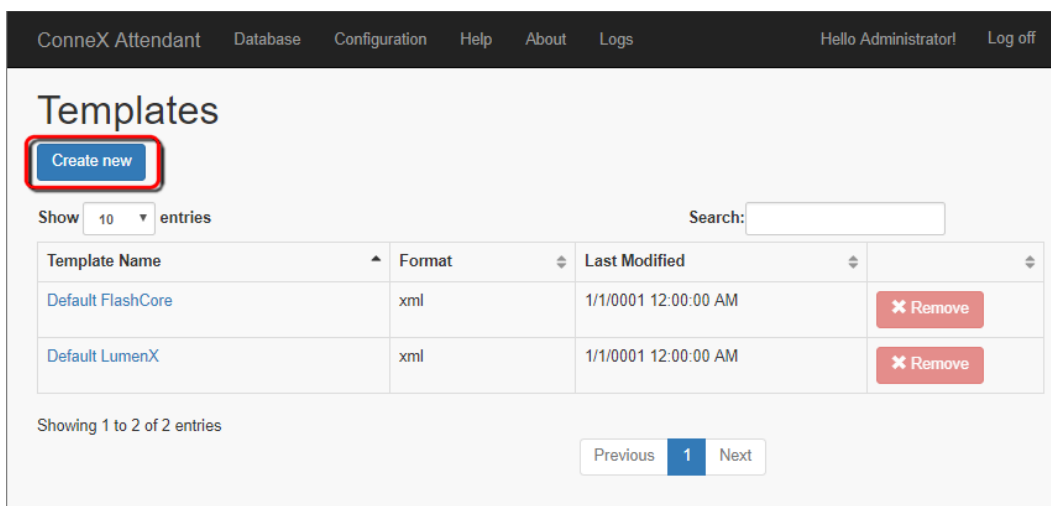 ConneX Attendant Database Configuration Help About Logs Hello Administrator! Log off
Templates
Create new
Show 10 entries Search:
Template Name Format Last Modified
Default FlashCore xml 1/1/0001 12:00:00 AM ✖ Remove
Default LumenX xml 1/1/0001 12:00:00 AM ✖ Remove
Showing 1 to 2 of 2 entries
Previous 1 Next